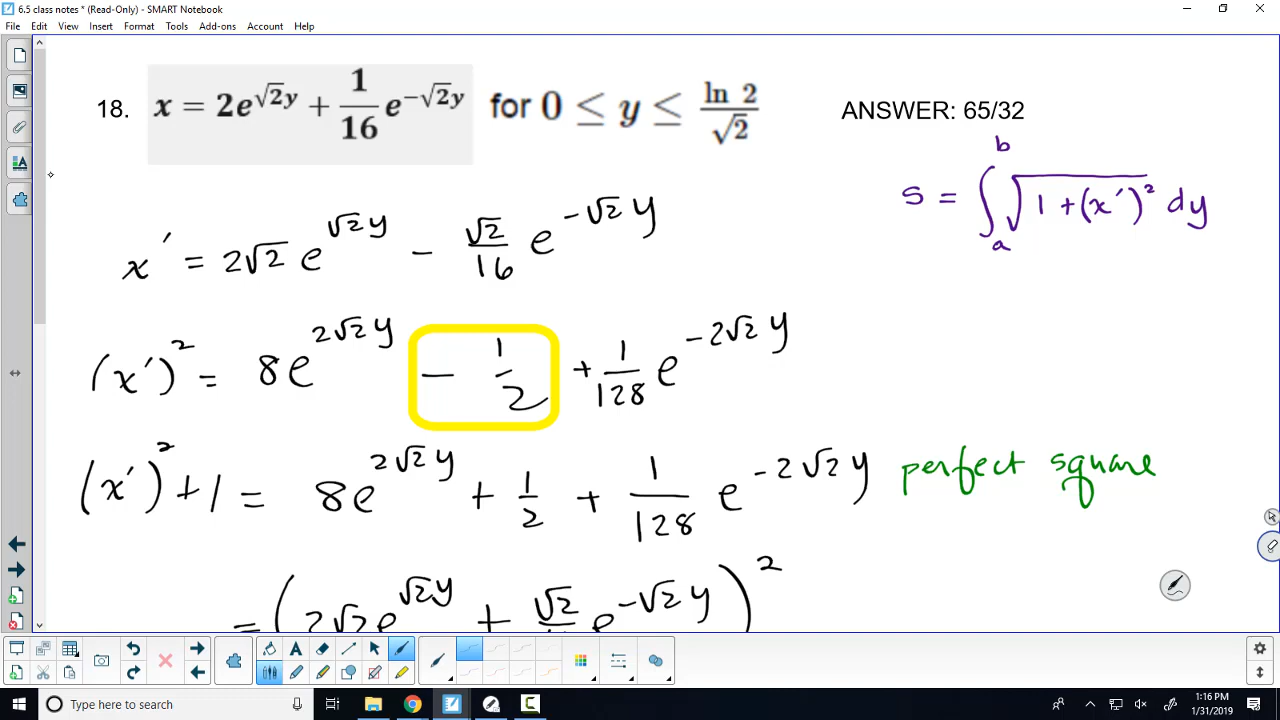 6.5 class notes * (Read-Only) - SMART Notebook
File Edit View Insert Format Tools Add-ons Account Help
18. x = 2e^{√2y} + 1/16 e^{-√2y} for 0 ≤ y ≤ ln 2/√2 ANSWER: 65/32
s = ∫_a^b √(1 + (x′)²) dy
x′ = 2√2 e^{√2y} - √2/16 e^{-√2y}
(x′)² = 8e^{2√2y} - 1/2 + 1/128 e^{-2√2y}
(x′)² + 1 = 8e^{2√2y} + 1/2 + 1/128 e^{-2√2y} perfect square
= (2√2e^{√2y} + √2/16 e^{-√2y})²
Type here to search
1:16 PM
1/31/2019